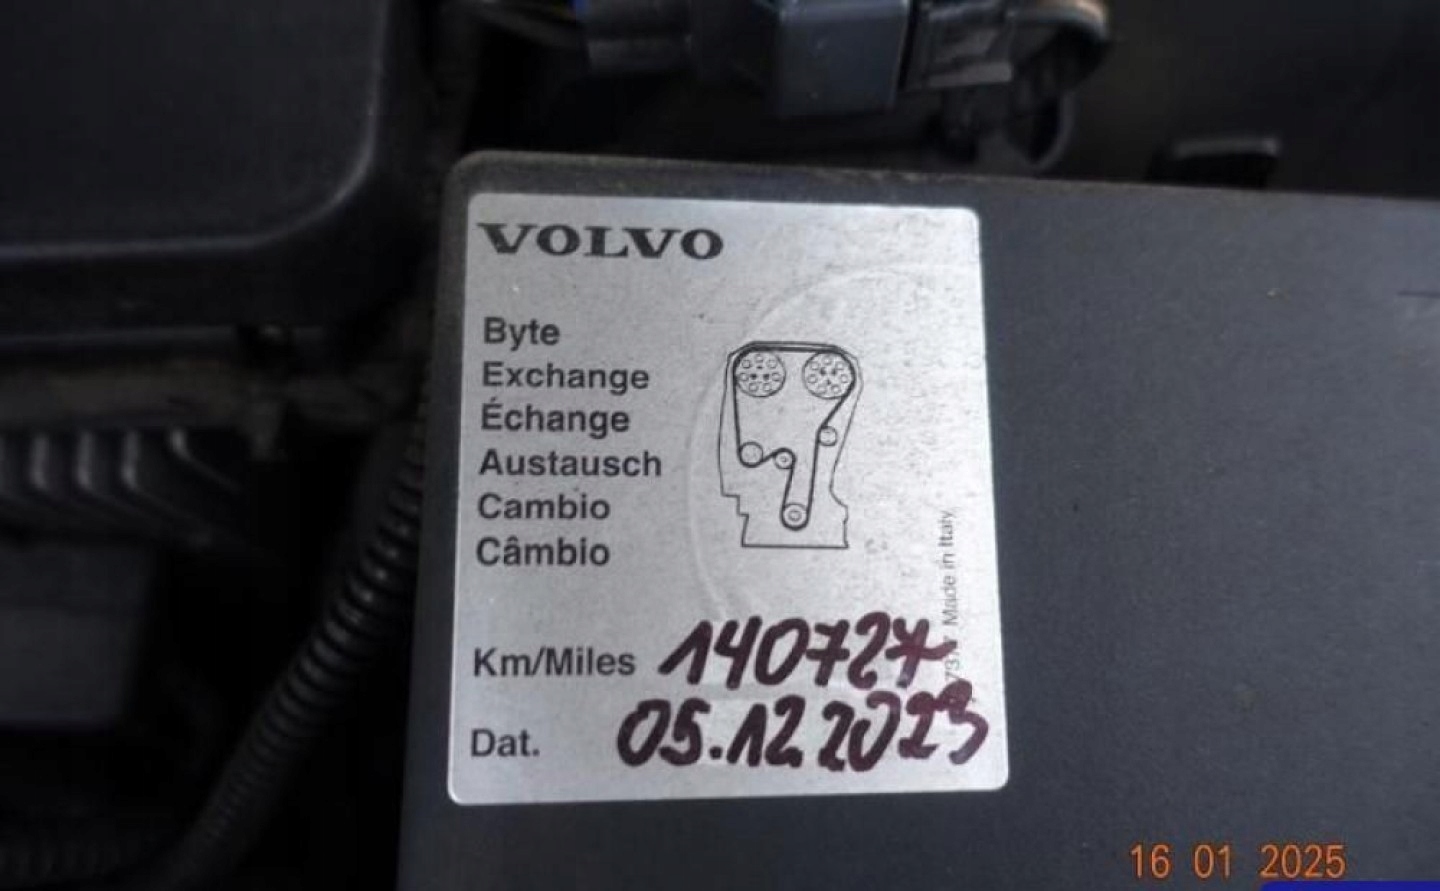 VOLVO
Byte
Exchange
Échange
Austausch
Cambio
Câmbio
Km/Miles 140727
Dat. 05.12 2023
Made in Italy
16 01 2025